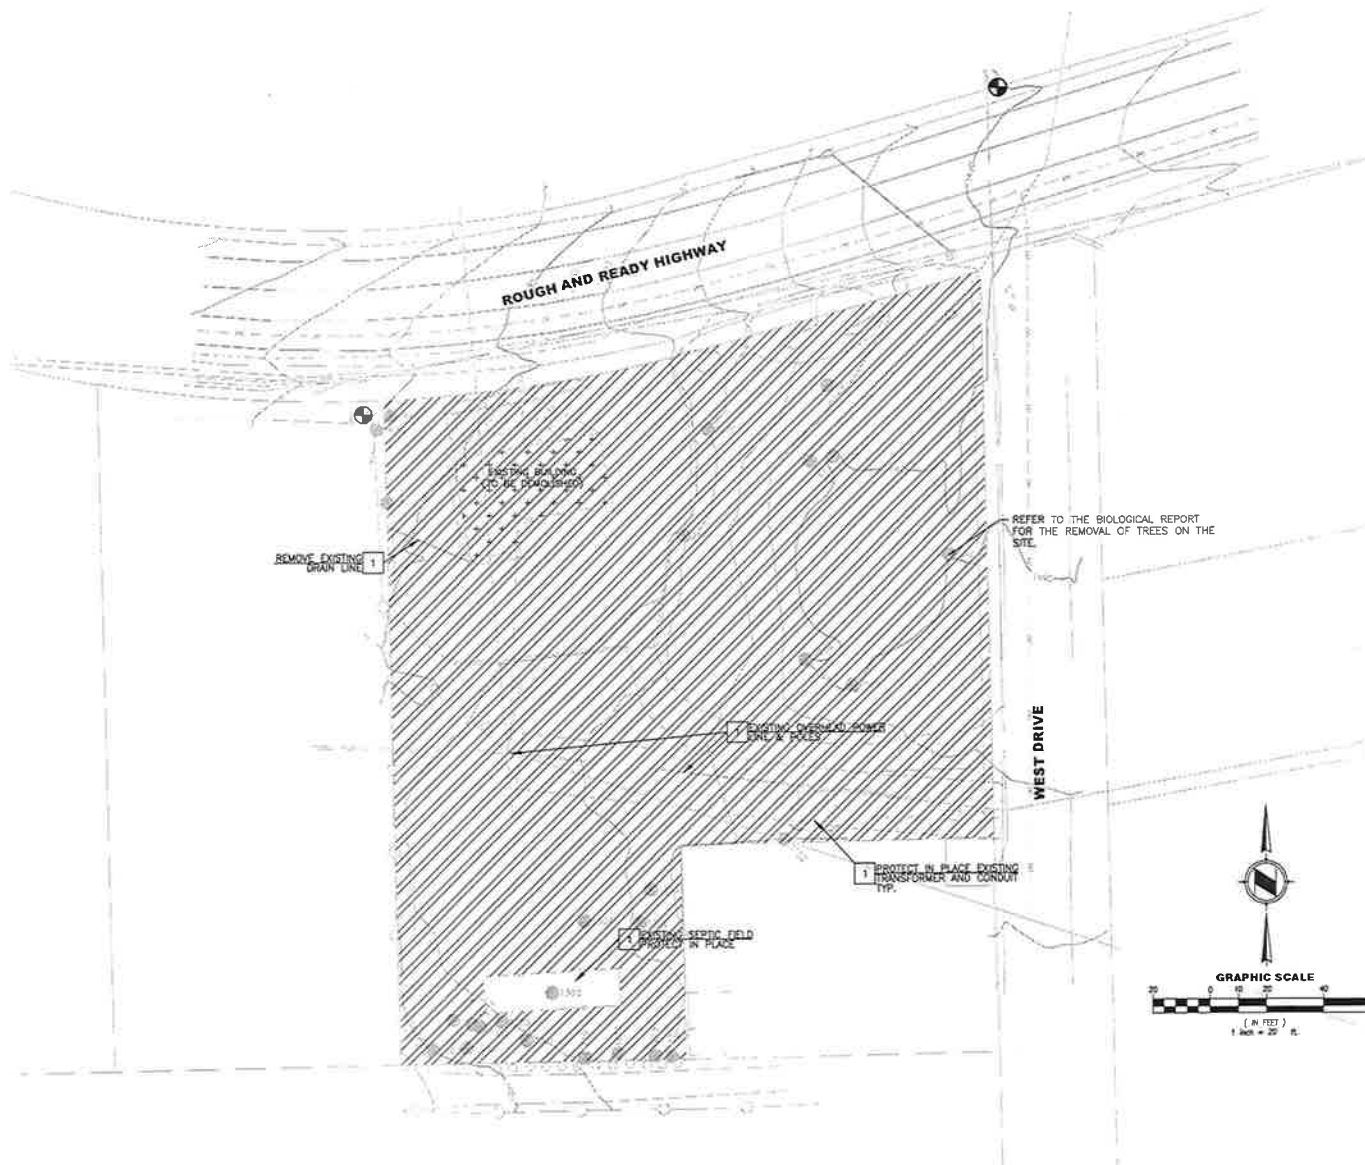 ROUGH AND READY HIGHWAY
EXISTING BUILDING
(TO BE DEMOLISHED)
REFER TO THE BIOLOGICAL REPORT
FOR THE REMOVAL OF TREES ON THE
SITE.
REMOVE EXISTING
DRAIN LINE
1
1
EXISTING OVERHEAD POWER
LINE & POLES
WEST DRIVE
1
PROTECT IN PLACE EXISTING
TRANSFORMER AND CONDUIT
TYP.
1
EXISTING SEPTIC FIELD
PROTECT IN PLACE
GRAPHIC SCALE
20 0 10 20 40
( IN FEET )
1 inch = 20 ft.